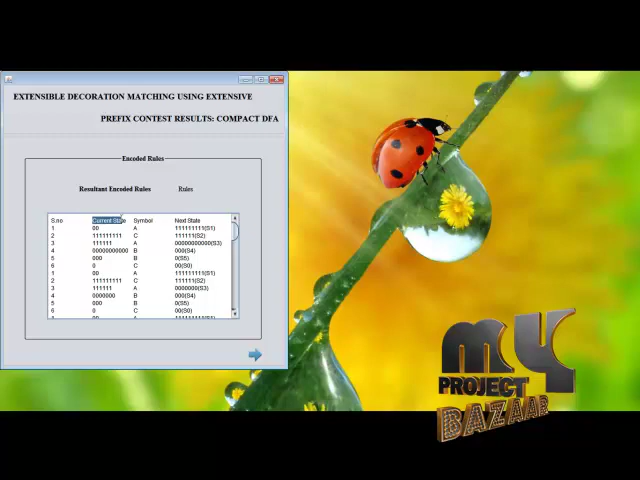 EXTENSIBLE DECORATION MATCHING USING EXTENSIVE
PREFIX CONTEST RESULTS: COMPACT DFA
Encoded Rules
Resultant Encoded Rules Rules
S.no Current State Symbol Next State
1 00 A 1111111111(S1)
2 111111111 C 111111(S2)
3 111111 A 00000000000(S3)
4 00000000000 B 000(S4)
5 000 B 0(S5)
6 0 C 00(S0)
1 00 A 1111111111(S1)
2 111111111 C 111111(S2)
3 111111 A 0000000(S3)
4 0000000 B 000(S4)
5 000 B 0(S5)
6 0 C 00(S0)
MY
PROJECT
BAZAAR